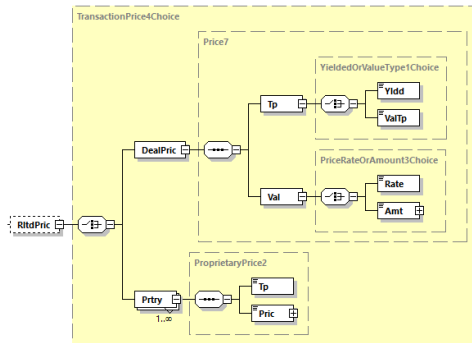 TransactionPrice4Choice
Price7
YieldedOrValueType1Choice
Yldd
Tp
ValTp
DealPric
PriceRateOrAmount3Choice
Rate
Val
Amt
RltdPric
ProprietaryPrice2
Tp
Prtry
Pric
1..∞